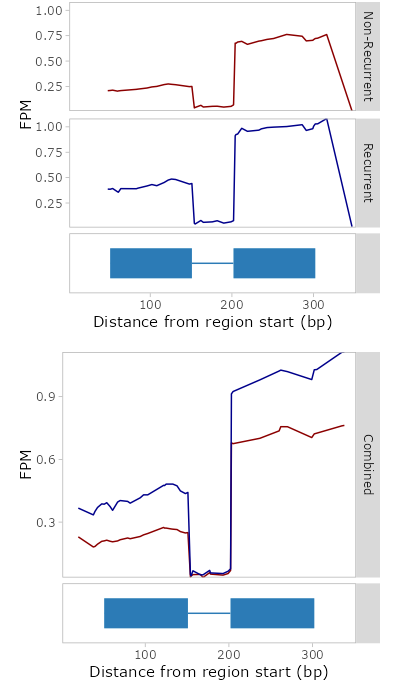 1.00
0.75
0.50
0.25
Non-Recurrent
FPM
1.00
0.75
0.50
0.25
Recurrent
100 200 300
Distance from region start (bp)
0.9
0.6
0.3
FPM
Combined
100 200 300
Distance from region start (bp)